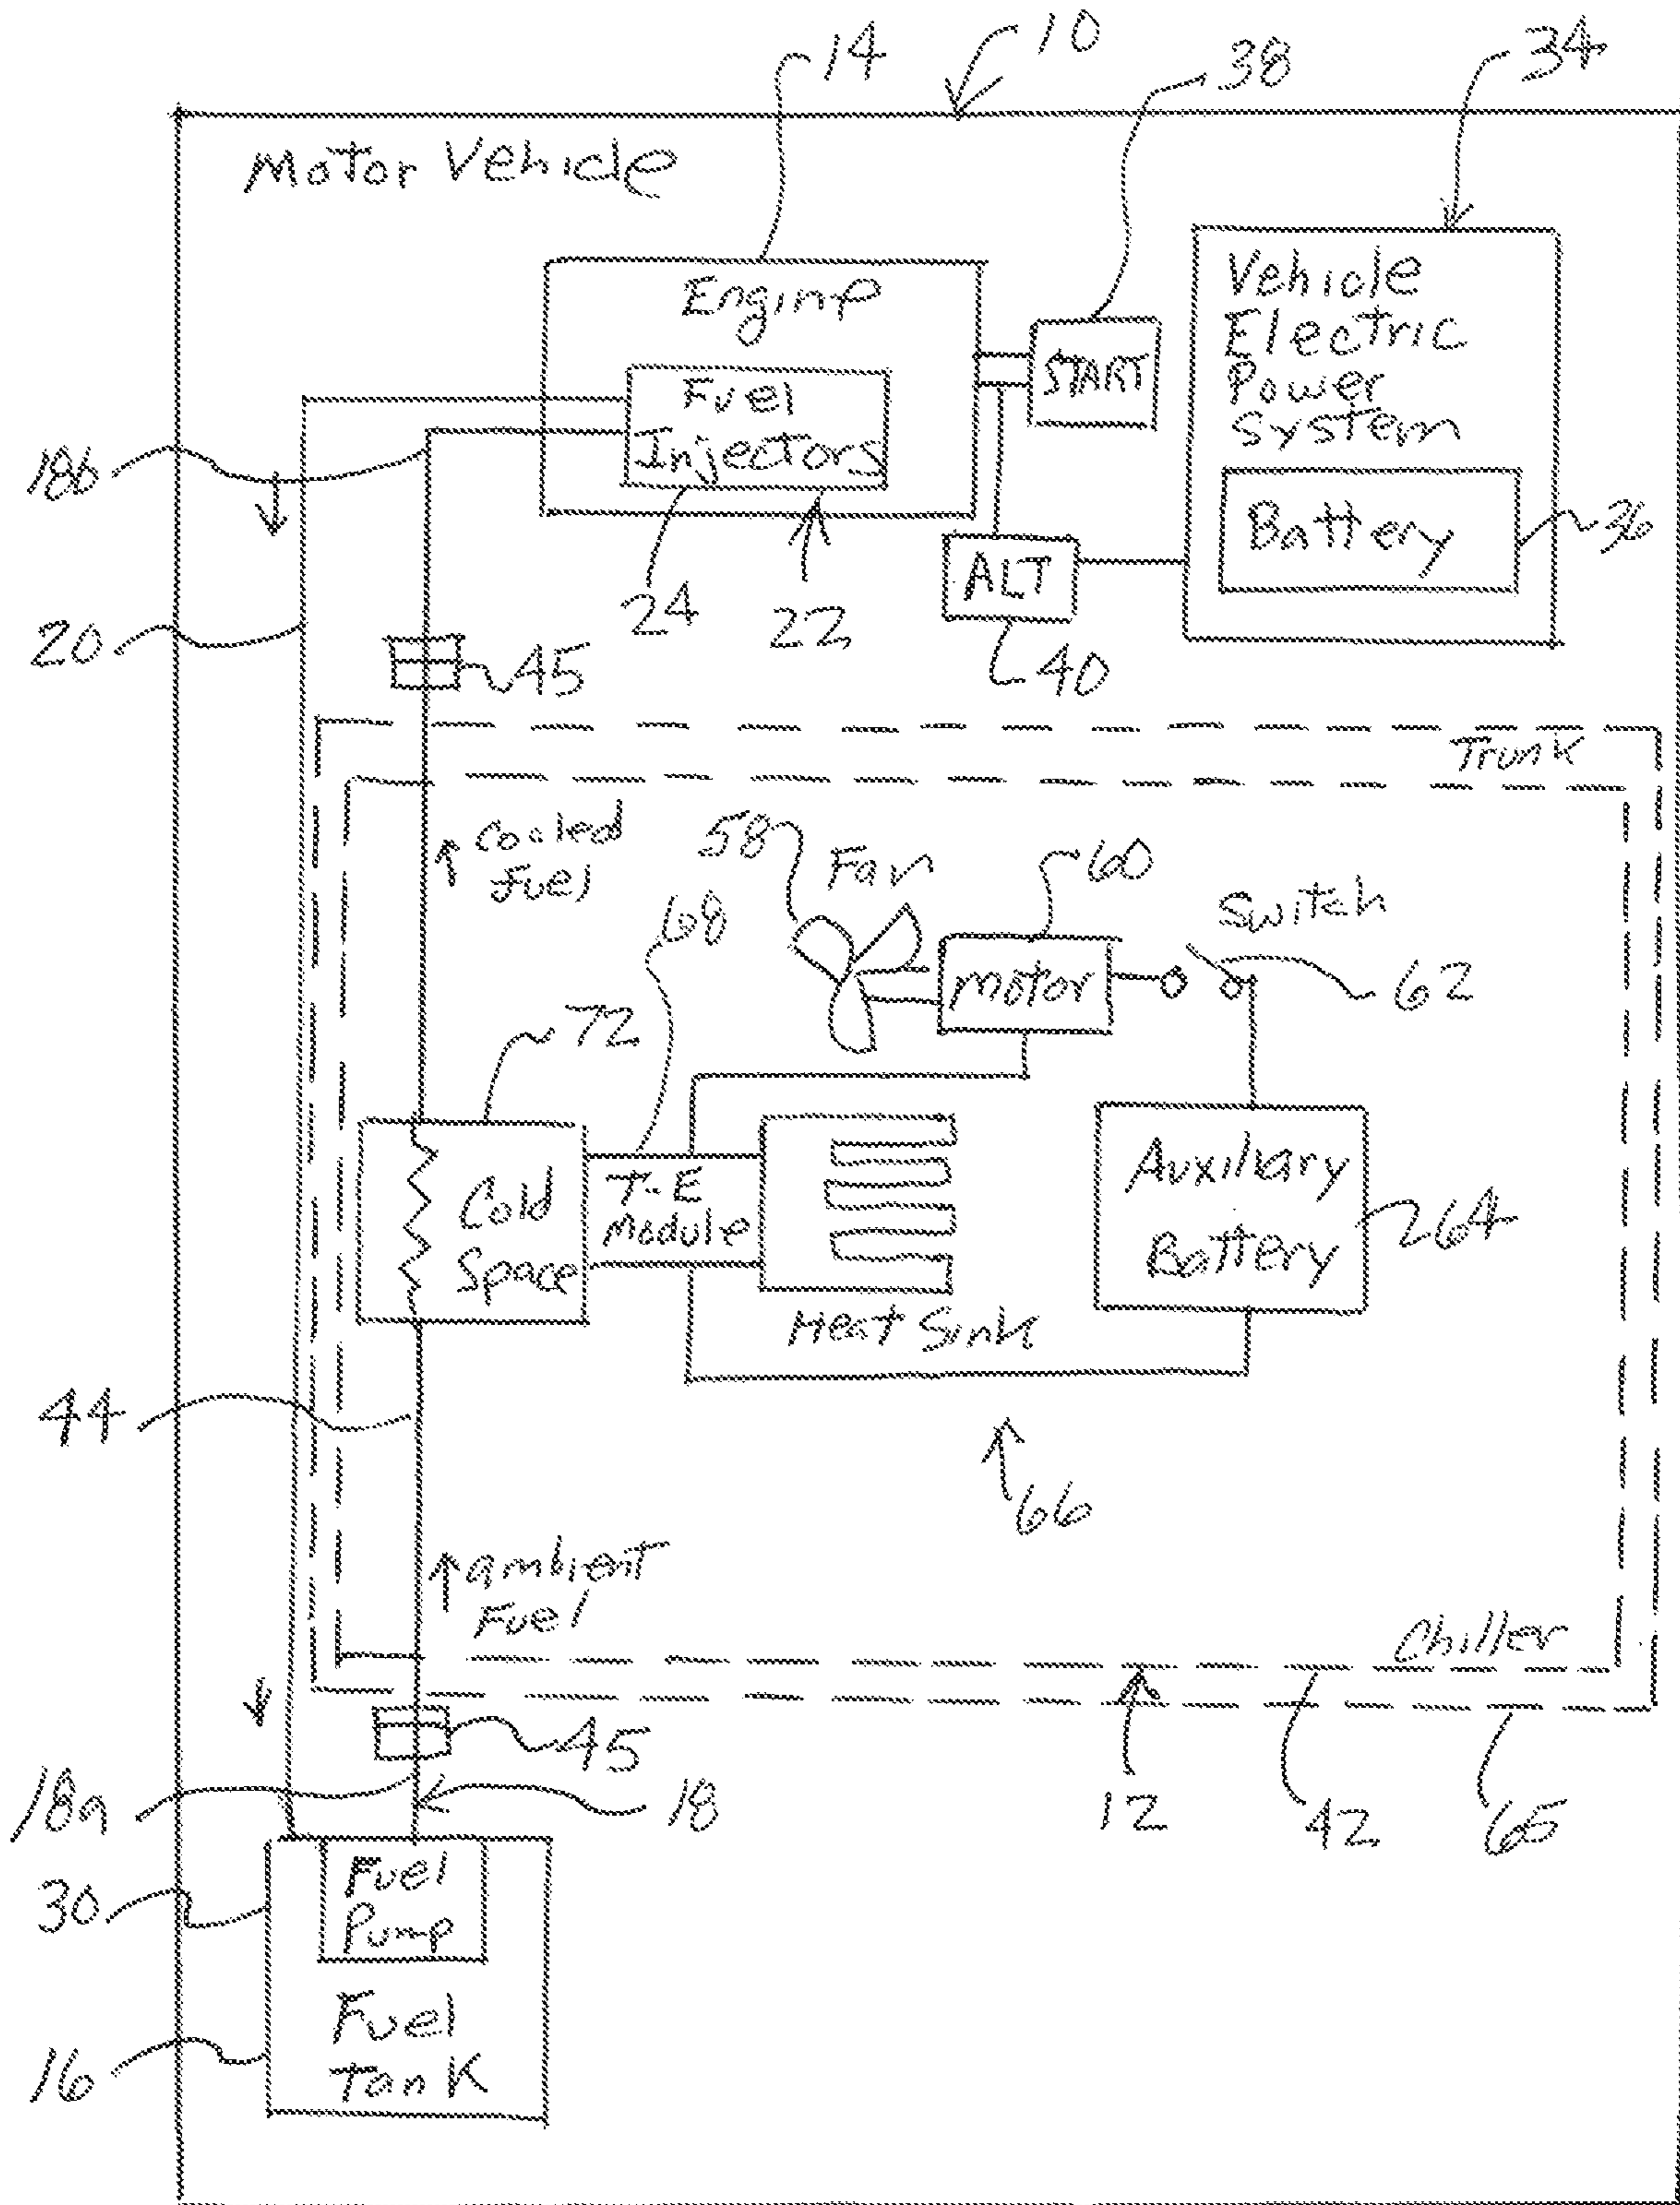 14
10
38
34
Motor Vehicle
Engine
Vehicle
Electric
Power
System
START
Fuel
Injectors
18b
Battery
36
ALT
24
22
20
45
40
Trunk
Cooled
Fuel
58
Fan
60
Switch
68
motor
62
72
Cold
Space
T-E
Module
Auxiliary
Battery
264
Heat Sink
44
66
ambient
Fuel
Chiller
45
18a
18
12
42
65
Fuel
Pump
30
Fuel
Tank
16